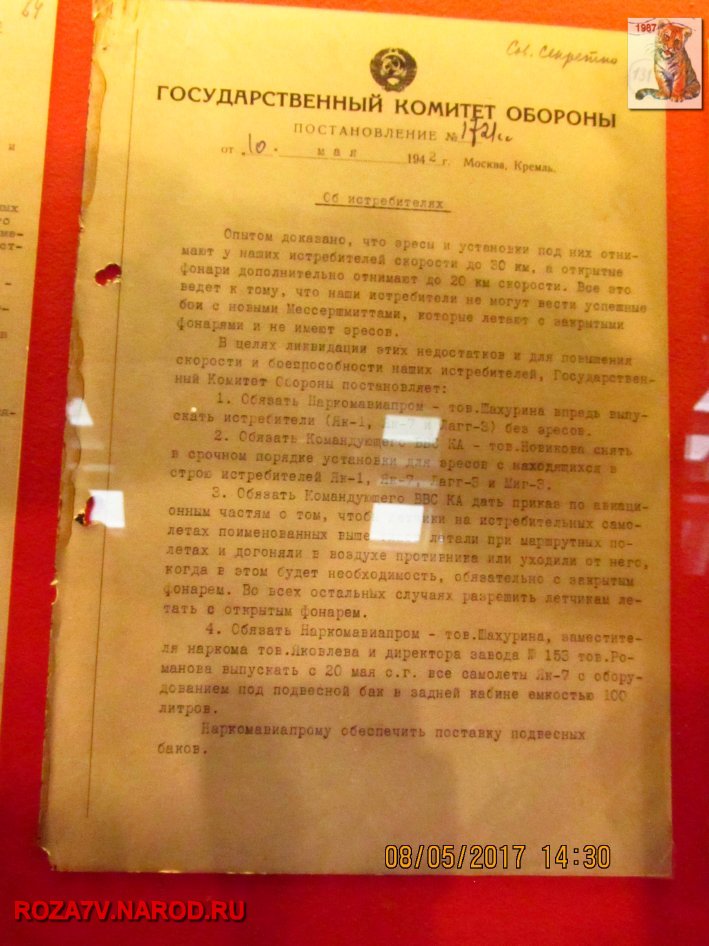 1987
131
Сов. Секретно
ГОСУДАРСТВЕННЫЙ КОМИТЕТ ОБОРОНЫ
ПОСТАНОВЛЕНИЕ № 1721сс
от 10 мая 1942 г. Москва, Кремль.
Об истребителях
Опытом доказано, что эресы и установки под них отни-
мают у наших истребителей скорости до 30 км, а открытые
фонари дополнительно отнимают до 20 км скорости. Все это
ведет к тому, что наши истребители не могут вести успешные
бои с новыми Мессершмиттами, которые летают с закрытыми
фонарями и не имеют эресов.
В целях ликвидации этих недостатков и для повышения
скорости и боеспособности наших истребителей, Государствен-
ный Комитет Обороны постановляет:
1. Обязать Наркомавиапром - тов.Шахурина впредь выпу-
скать истребители (Як-1, Як-7 и Лагг-3) без эресов.
2. Обязать Командующего ВВС КА - тов.Новикова снять
в срочном порядке установки для эресов с находящихся в
строю истребителей Як-1, Як-7, Лагг-3 и Миг-3.
3. Обязать Командующего ВВС КА дать приказ по авиаци-
онным частям о том, чтобы на истребительных само-
летах поименованных выше летали при маршрутных по-
летах и догоняли в воздухе противника или уходили от него,
когда в этом будет необходимость, обязательно с закрытым
фонарем. Во всех остальных случаях разрешить летчикам ле-
тать с открытым фонарем.
4. Обязать Наркомавиапром - тов.Шахурина, заместите-
ля наркома тов.Яковлева и директора завода № 153 тов.Ро-
манова выпускать с 20 мая с.г. все самолеты Як-7 с обору-
дованием под подвесной бак в задней кабине емкостью 100
литров.
Наркомавиапрому обеспечить поставку подвесных
баков.
08/05/2017 14:30
ROZA7V.NAROD.RU